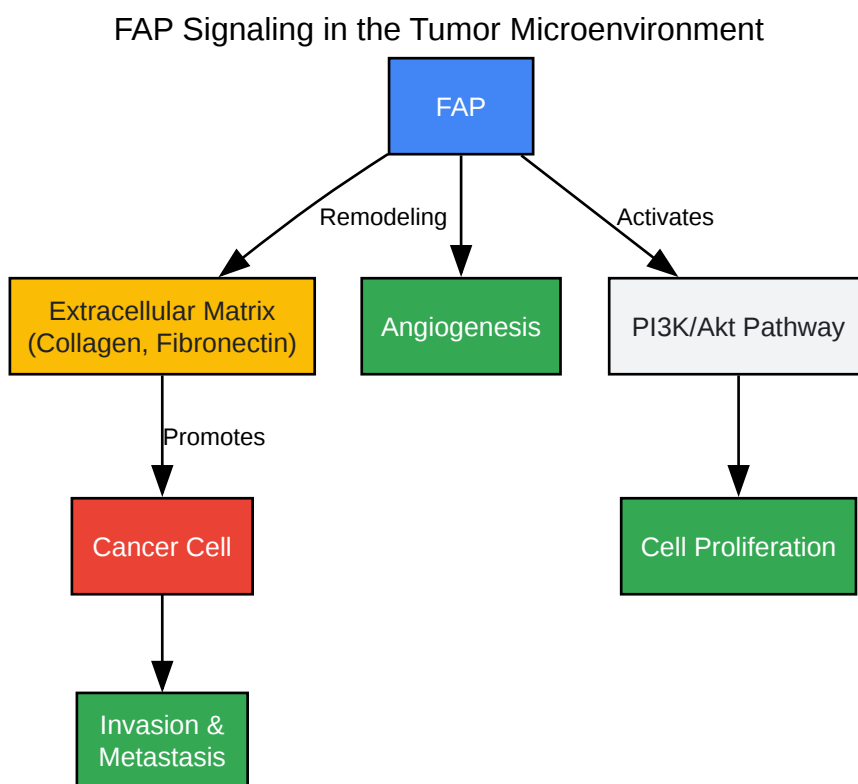 FAP Signaling in the Tumor Microenvironment
FAP
Remodeling
Activates
Extracellular Matrix
(Collagen, Fibronectin)
Angiogenesis
PI3K/Akt Pathway
Promotes
Cancer Cell
Cell Proliferation
Invasion &
Metastasis